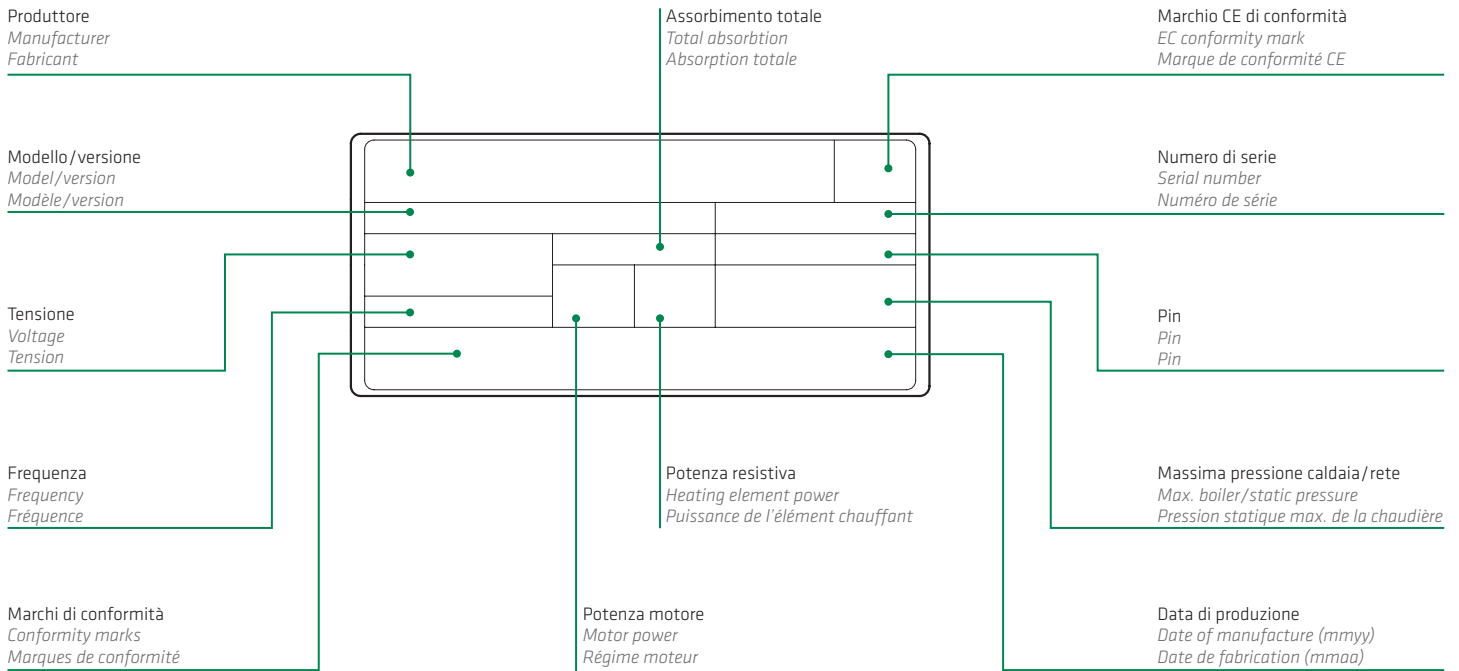 Produttore
Manufacturer
Fabricant
Assorbimento totale
Total absorbtion
Absorption totale
Marchio CE di conformità
EC conformity mark
Marque de conformité CE
Modello/versione
Model/version
Modèle/version
Numero di serie
Serial number
Numéro de série
Tensione
Voltage
Tension
Pin
Pin
Pin
Frequenza
Frequency
Fréquence
Potenza resistiva
Heating element power
Puissance de l'élément chauffant
Massima pressione caldaia/rete
Max. boiler/static pressure
Pression statique max. de la chaudière
Marchi di conformità
Conformity marks
Marques de conformité
Potenza motore
Motor power
Régime moteur
Data di produzione
Date of manufacture (mmyy)
Date de fabrication (mmaa)